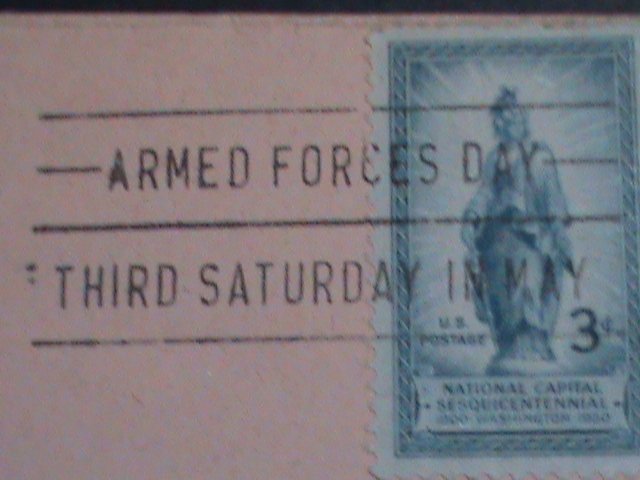 ARMED FORCES DAY
THIRD SATURDAY IN MAY
U.S.
POSTAGE
3¢
NATIONAL CAPITAL
SESQUICENTENNIAL
1800·WASHINGTON·1950